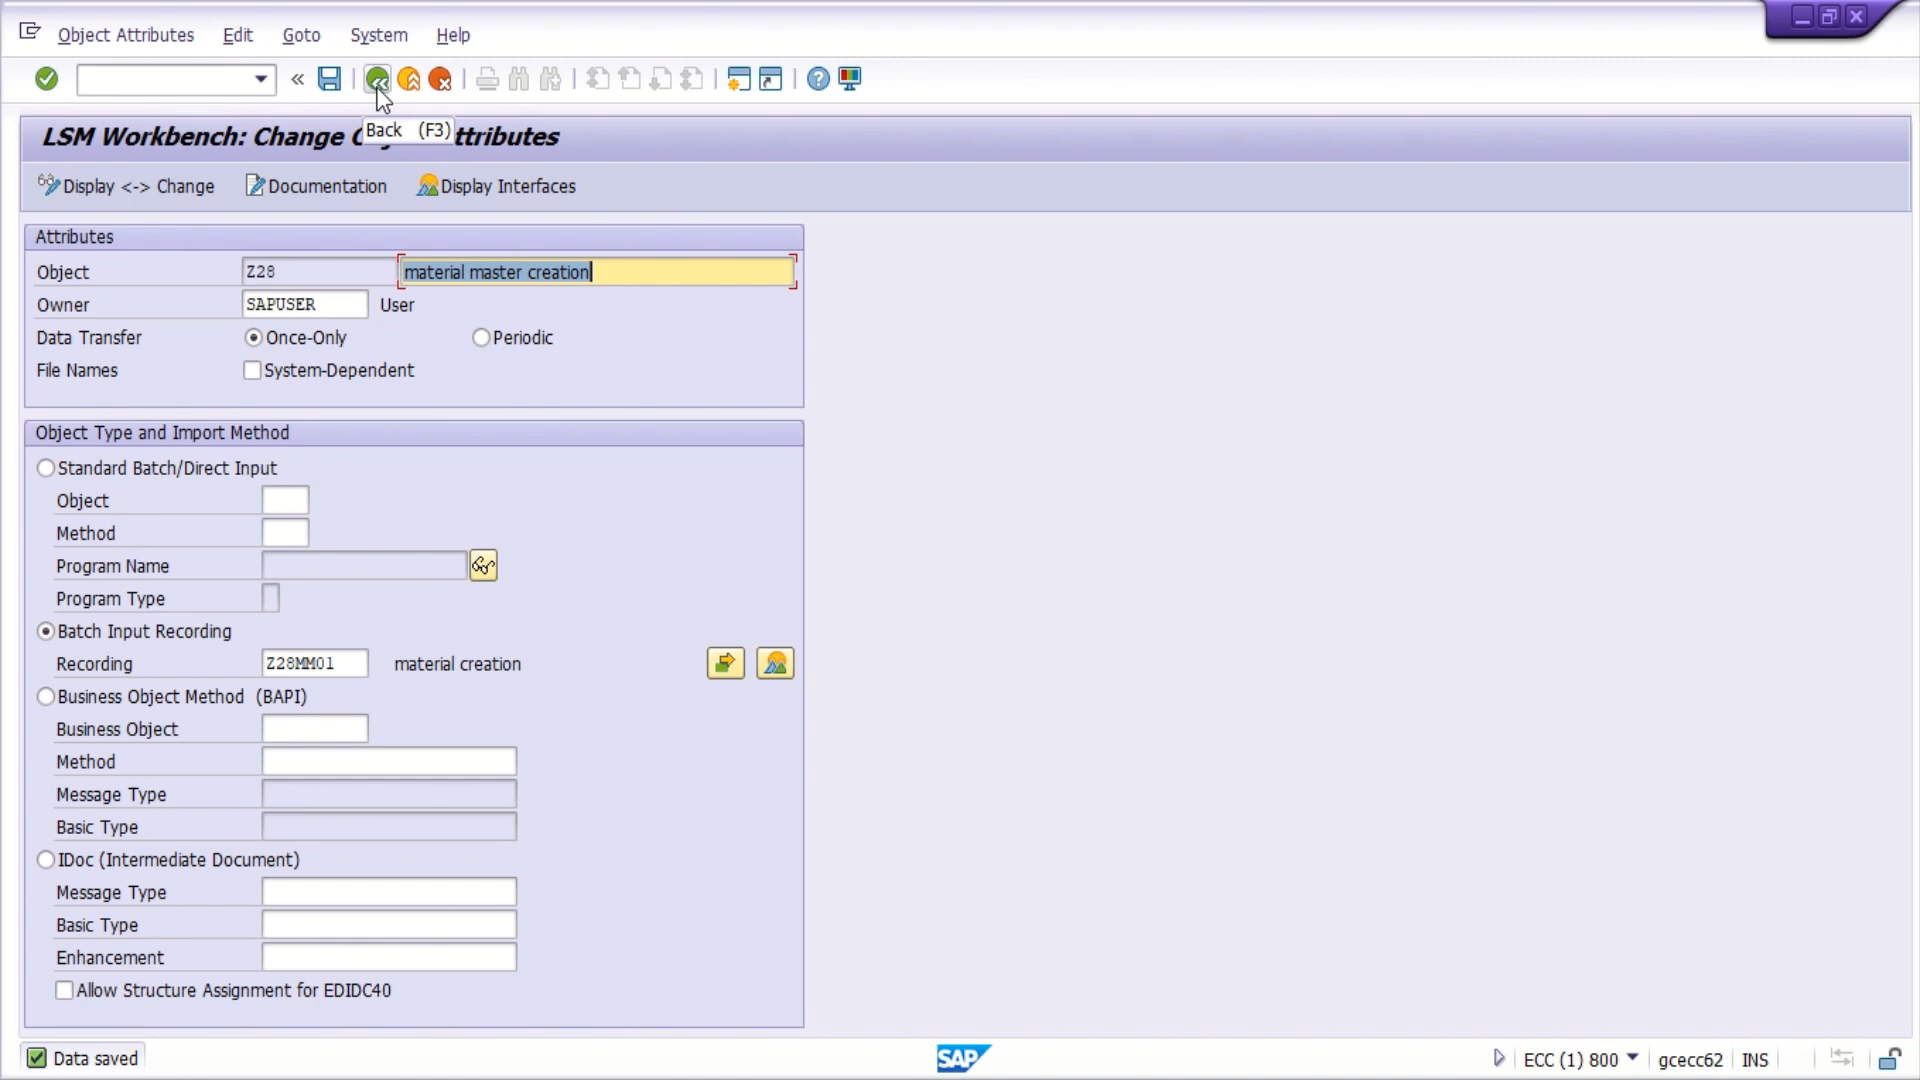 Object Attributes Edit Goto System Help
Back (F3)
LSM Workbench: Change O ttributes
Display <-> Change Documentation Display Interfaces
Attributes
Object Z28 material master creation
Owner SAPUSER User
Data Transfer Once-Only Periodic
File Names System-Dependent
Object Type and Import Method
Standard Batch/Direct Input
Object
Method
Program Name
Program Type
Batch Input Recording
Recording Z28MM01 material creation
Business Object Method (BAPI)
Business Object
Method
Message Type
Basic Type
IDoc (Intermediate Document)
Message Type
Basic Type
Enhancement
Allow Structure Assignment for EDIDC40
Data saved SAP ECC (1) 800 gcecc62 INS